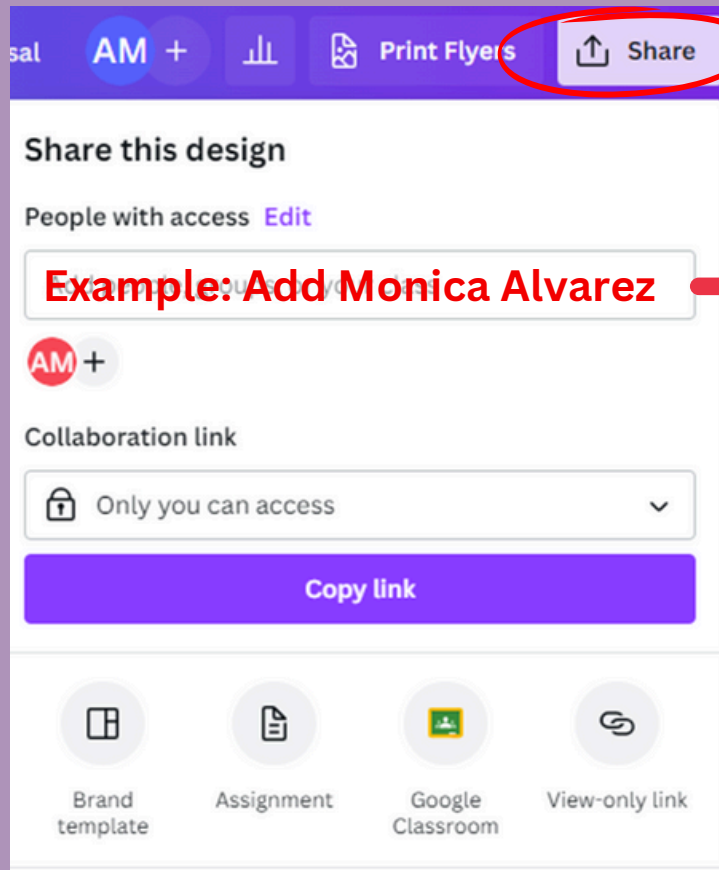 sal AM + Print Flyers Share
Share this design
People with access Edit
Example: Add Monica Alvarez
AM +
Collaboration link
Only you can access
Copy link
Brand template
Assignment
Google Classroom
View-only link